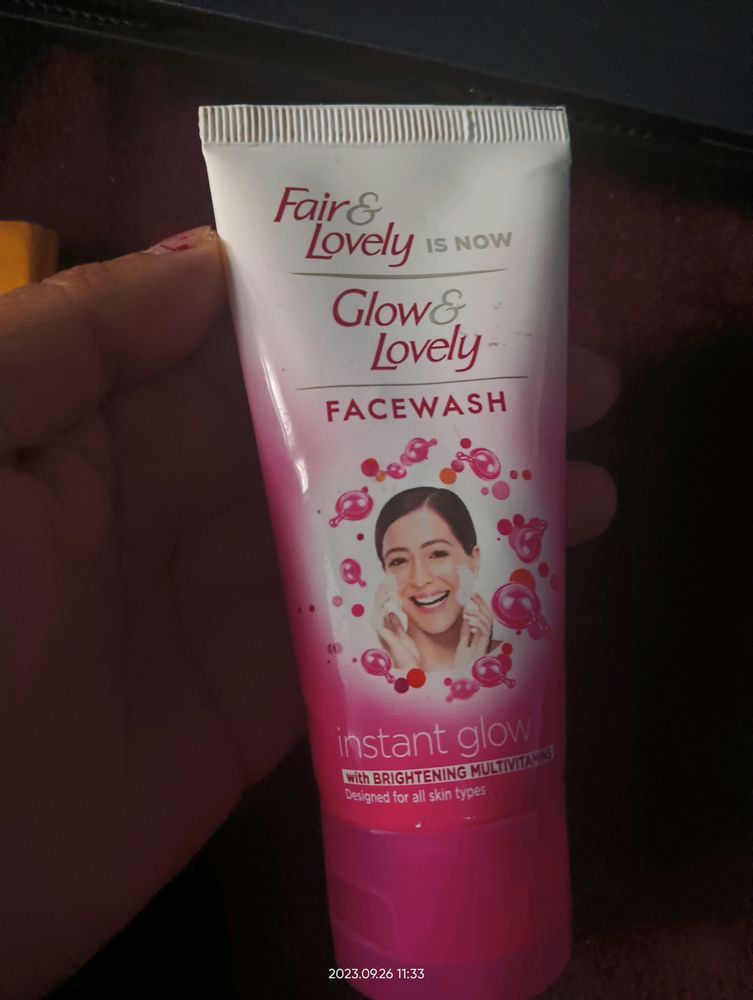 Fair &
Lovely IS NOW
Glow &
Lovely
FACEWASH
instant glow
with BRIGHTENING MULTIVITAMINS
Designed for all skin types
2023.09.26 11:33